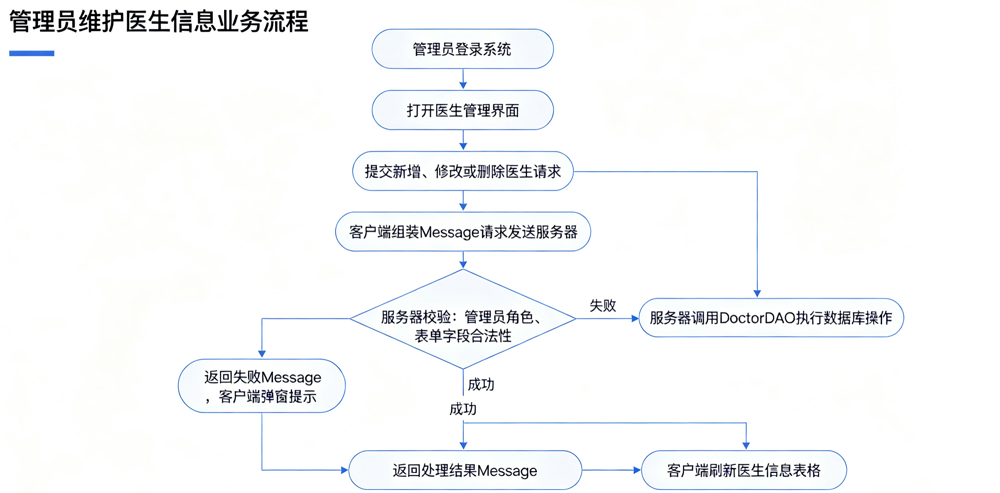 管理员维护医生信息业务流程
管理员登录系统
打开医生管理界面
提交新增、修改或删除医生请求
客户端组装Message请求发送服务器
服务器校验：管理员角色、
表单字段合法性
失败
服务器调用DoctorDAO执行数据库操作
返回失败Message
，客户端弹窗提示
成功
成功
返回处理结果Message
客户端刷新医生信息表格